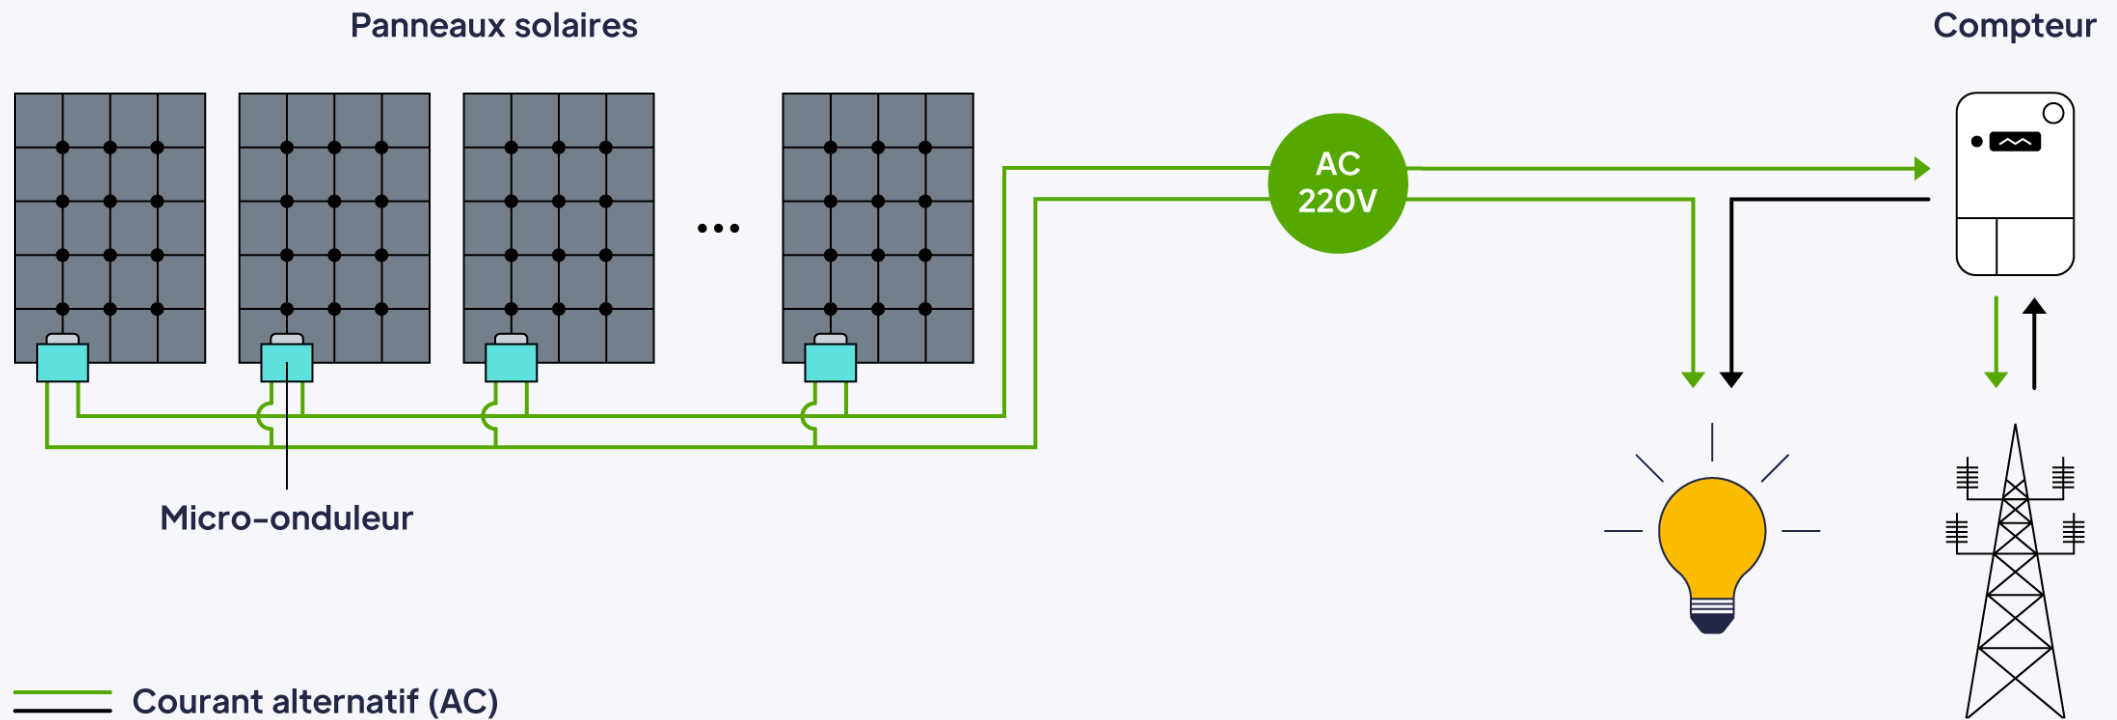 Panneaux solaires
Compteur
AC
220V
Micro-onduleur
Courant alternatif (AC)